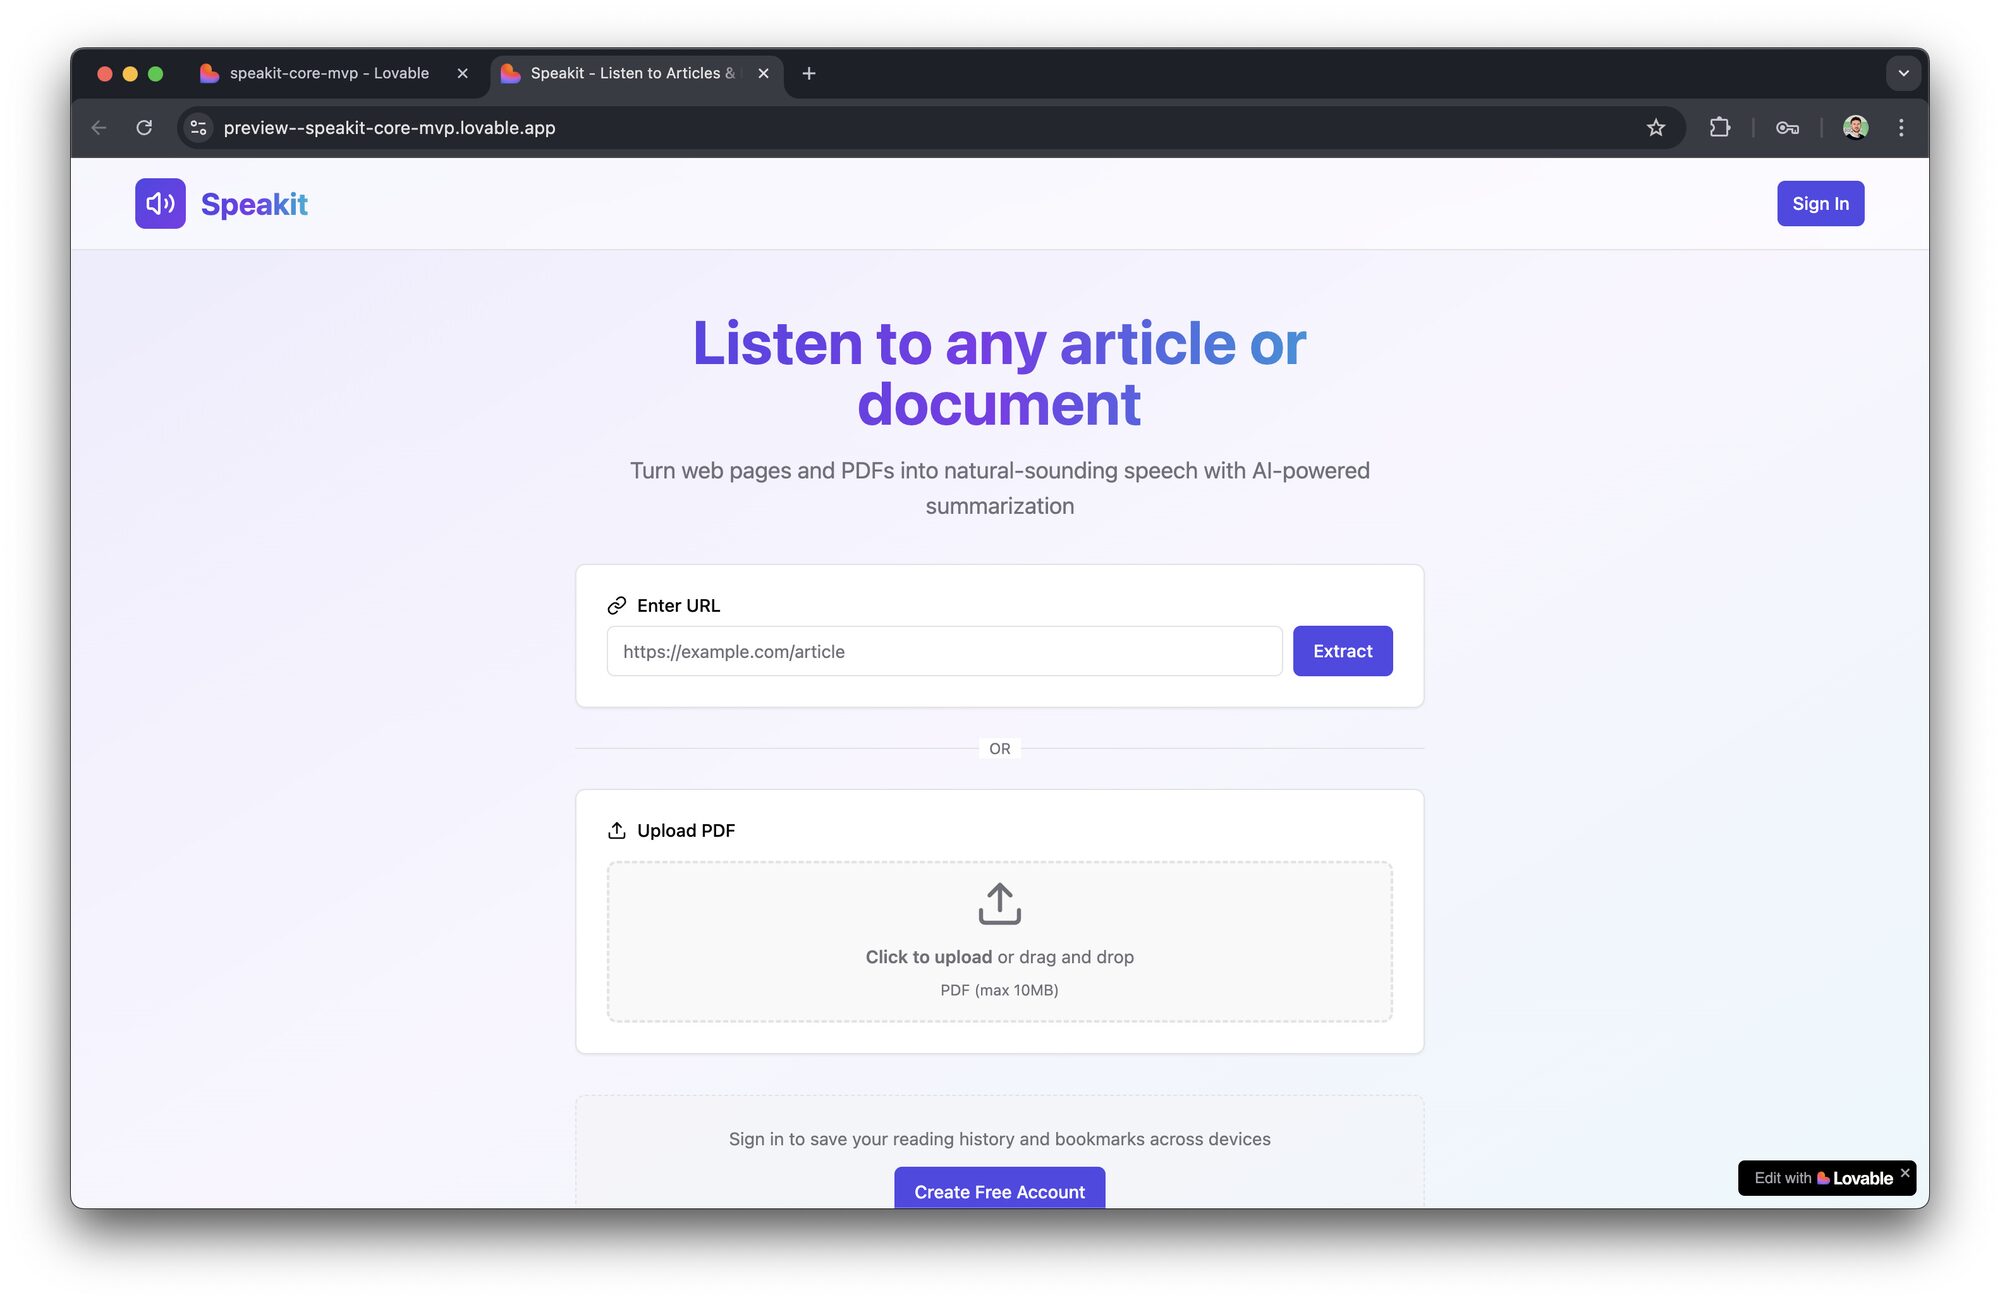 speakit-core-mvp - Lovable
Speakit - Listen to Articles &
preview--speakit-core-mvp.lovable.app
Speakit
Sign In
Listen to any article or
document
Turn web pages and PDFs into natural-sounding speech with AI-powered
summarization
Enter URL
https://example.com/article
Extract
OR
Upload PDF
Click to upload or drag and drop
PDF (max 10MB)
Sign in to save your reading history and bookmarks across devices
Create Free Account
Edit with Lovable